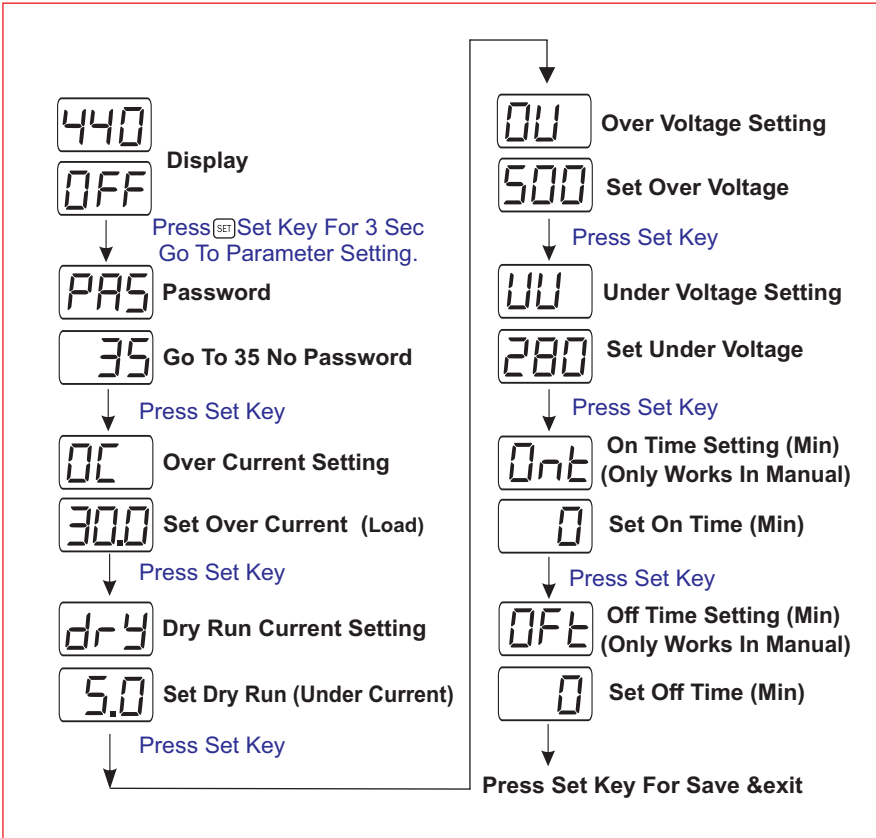 440
OFF
Display
Press SET Set Key For 3 Sec
Go To Parameter Setting.
PAS Password
35 Go To 35 No Password
Press Set Key
OC Over Current Setting
30.0 Set Over Current (Load)
Press Set Key
dry Dry Run Current Setting
5.0 Set Dry Run (Under Current)
Press Set Key
OU Over Voltage Setting
500 Set Over Voltage
Press Set Key
UU Under Voltage Setting
280 Set Under Voltage
Press Set Key
Ont On Time Setting (Min)
(Only Works In Manual)
0 Set On Time (Min)
Press Set Key
OFt Off Time Setting (Min)
(Only Works In Manual)
0 Set Off Time (Min)
Press Set Key For Save &exit